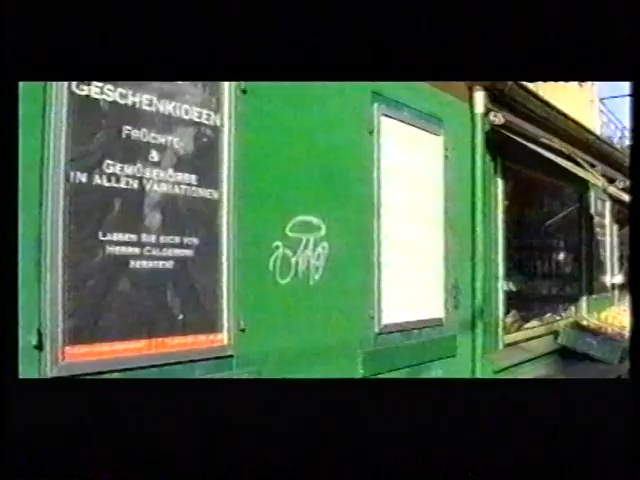 GESCHENKIDEEN
FRÜCHTE-
&
GEMÜSEKÖRBE
IN ALLEN VARIATIONEN
LASSEN SIE SICH VON
HERRN CALDERONI
BERATEN!